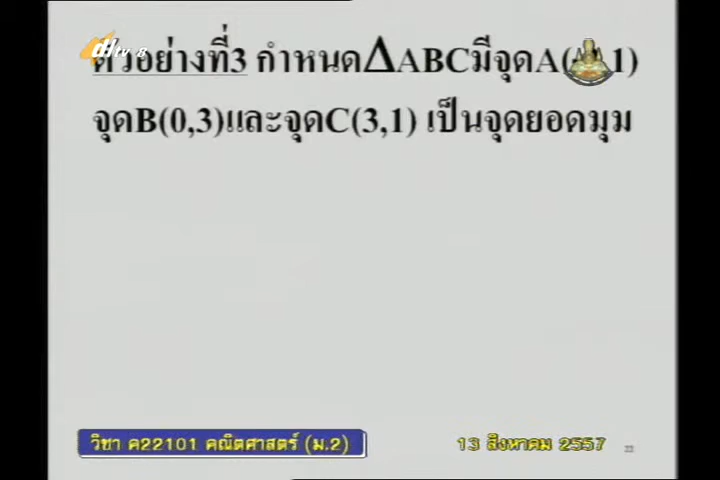 dltv 8
ตัวอย่างที่3 กำหนดΔABCมีจุดA( 1)
จุดB(0,3)และจุดC(3,1) เป็นจุดยอดมุม
วิชา ค22101 คณิตศาสตร์ (ม.2)
13 สิงหาคม 2557